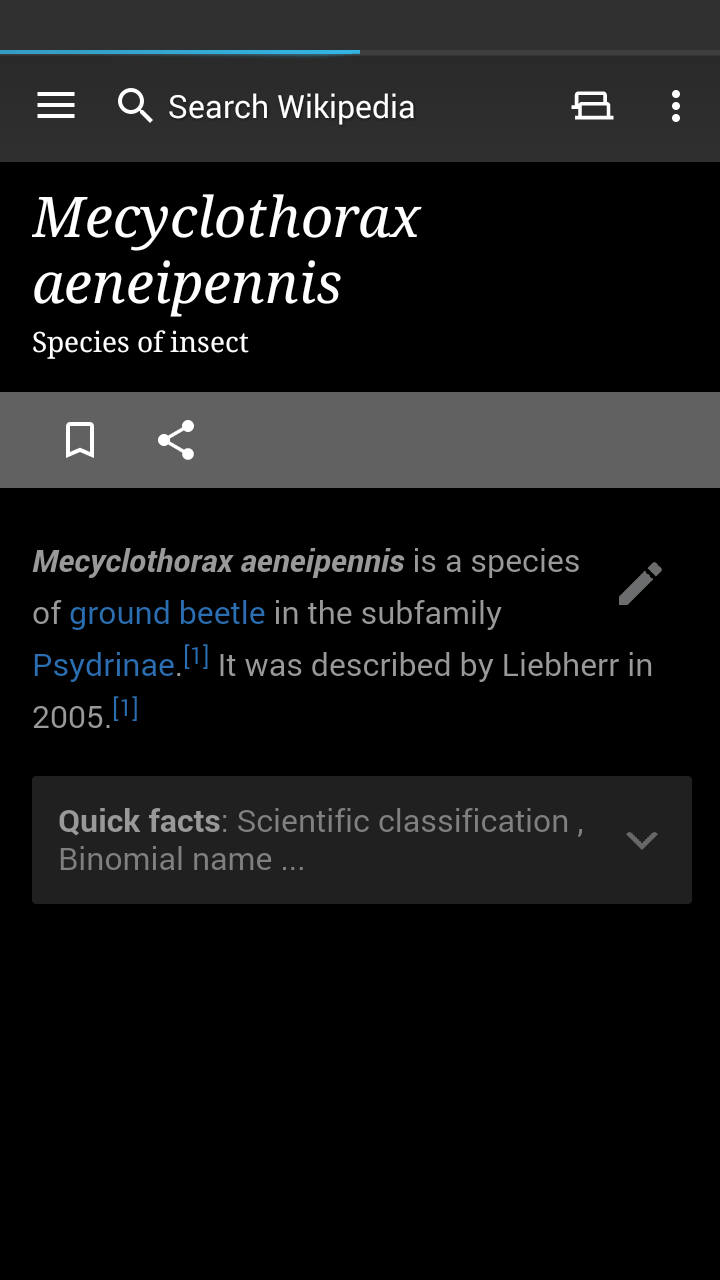 Search Wikipedia
Mecyclothorax
aeneipennis
Species of insect
Mecyclothorax aeneipennis is a species
of ground beetle in the subfamily
Psydrinae.[1] It was described by Liebherr in
2005.[1]
Quick facts: Scientific classification ,
Binomial name ...